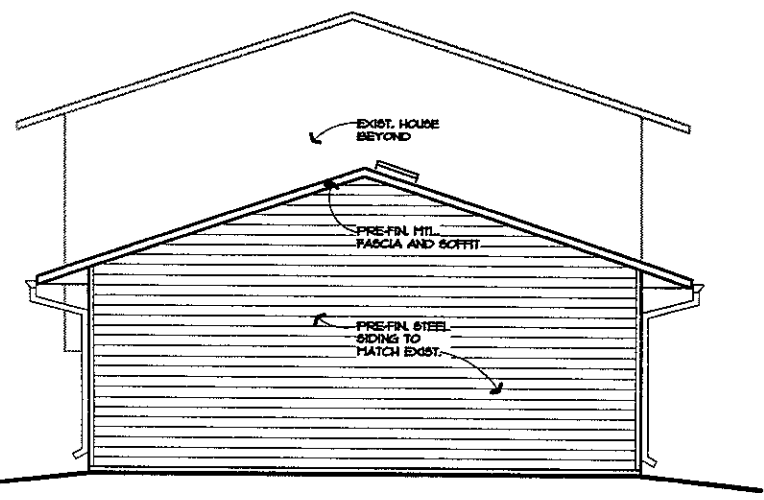 EXIST. HOUSE
BEYOND
PRE-FIN. MTL.
FASCIA AND SOFFIT
PRE-FIN. STEEL
SIDING TO
MATCH EXIST.